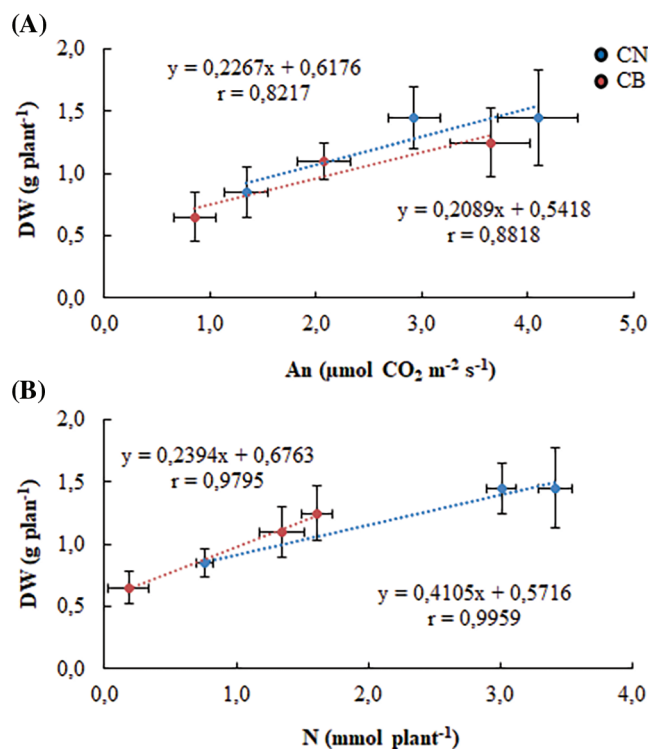 (A)
2,0
1,5
1,0
0,5
0,0
DW (g plant-1)
y = 0,2267x + 0,6176
r = 0,8217
CN
CB
y = 0,2089x + 0,5418
r = 0,8818
0,0 1,0 2,0 3,0 4,0 5,0
An (µmol CO2 m-2 s-1)
(B)
2,0
1,5
1,0
0,5
0,0
DW (g plan-1)
y = 0,2394x + 0,6763
r = 0,9795
y = 0,4105x + 0,5716
r = 0,9959
0,0 1,0 2,0 3,0 4,0
N (mmol plant-1)